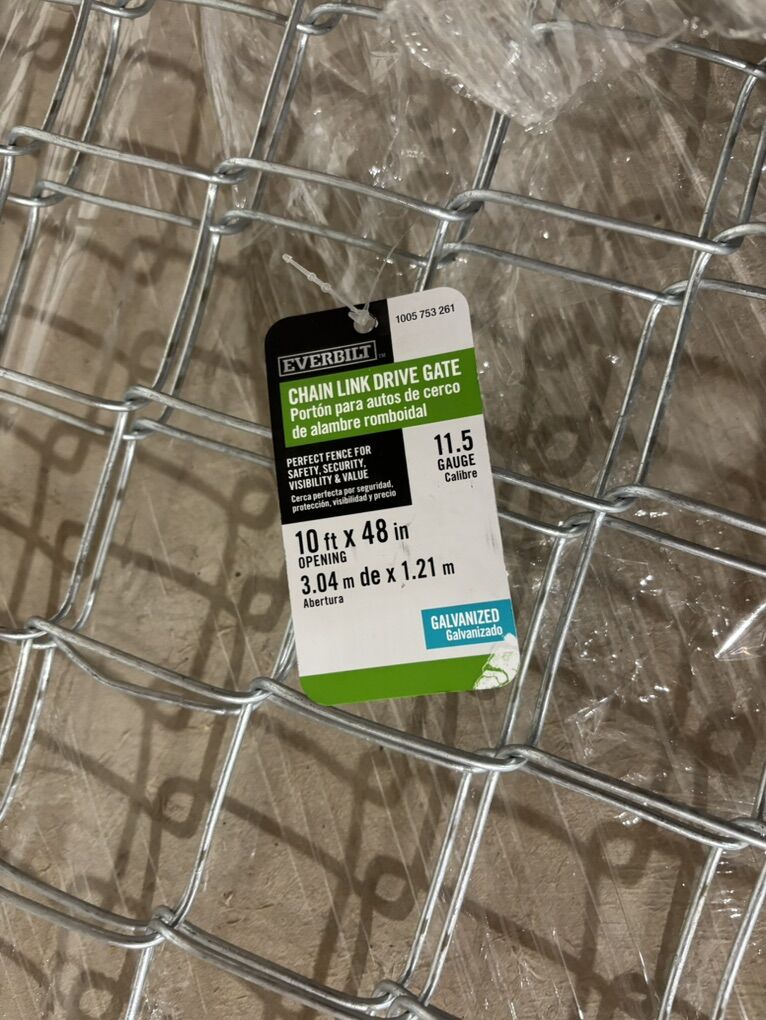 1005 753 261
EVERBILT™
CHAIN LINK DRIVE GATE
Portón para autos de cerco
de alambre romboidal
PERFECT FENCE FOR
SAFETY, SECURITY,
VISIBILITY & VALUE
Cerca perfecta por seguridad,
protección, visibilidad y precio
11.5
GAUGE
Calibre
10 ft x 48 in
OPENING
3.04 m de x 1.21 m
Abertura
GALVANIZED
Galvanizado